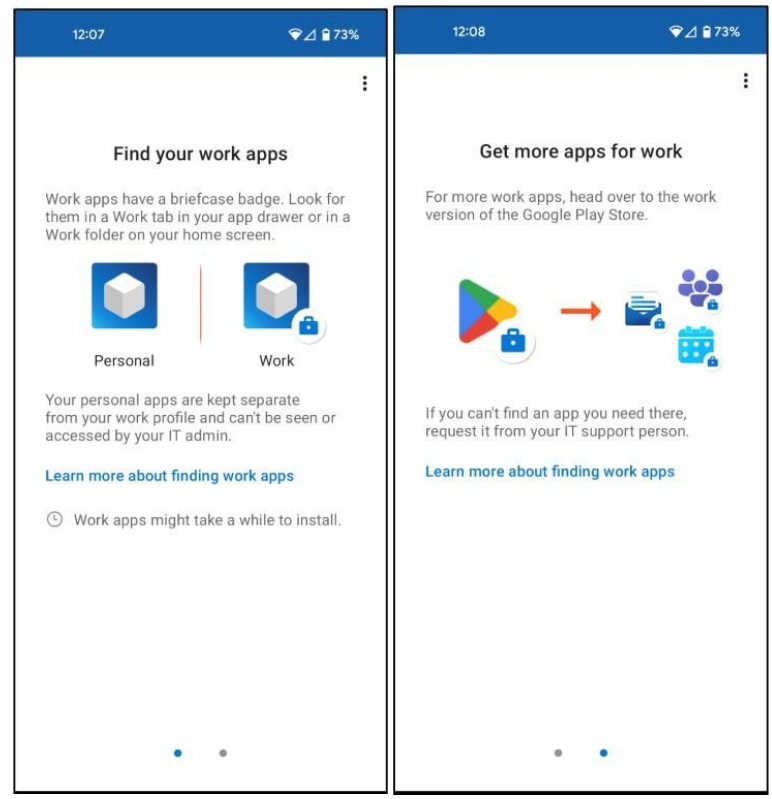 12:07
73%
Find your work apps
Work apps have a briefcase badge. Look for
them in a Work tab in your app drawer or in a
Work folder on your home screen.
Personal
Work
Your personal apps are kept separate
from your work profile and can't be seen or
accessed by your IT admin.
Learn more about finding work apps
Work apps might take a while to install.
12:08
73%
Get more apps for work
For more work apps, head over to the work
version of the Google Play Store.
If you can't find an app you need there,
request it from your IT support person.
Learn more about finding work apps